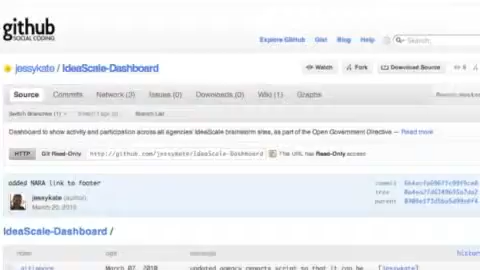 github
SOCIAL CODING
Explore GitHub Gist Blog Help Search...
jessykate / IdeaScale-Dashboard
Watch Fork Download Source 6
Source Commits Network (3) Issues (0) Downloads (0) Wiki (1) Graphs
Switch Branches (1) Switch Tags (0) Branch List
Dashboard to show activity and participation across all agencies' IdeaScale brainstorm sites, as part of the Open Government Directive — Read more
HTTP Git Read-Only http://github.com/jessykate/IdeaScale-Dashboard This URL has Read-Only access
added NARA link to footer
jessykate (author)
March 20, 2010
commit
tree
parent
IdeaScale-Dashboard /
name age message history
March 07, 2010 updated agency reports script so that it can be [jessykate]